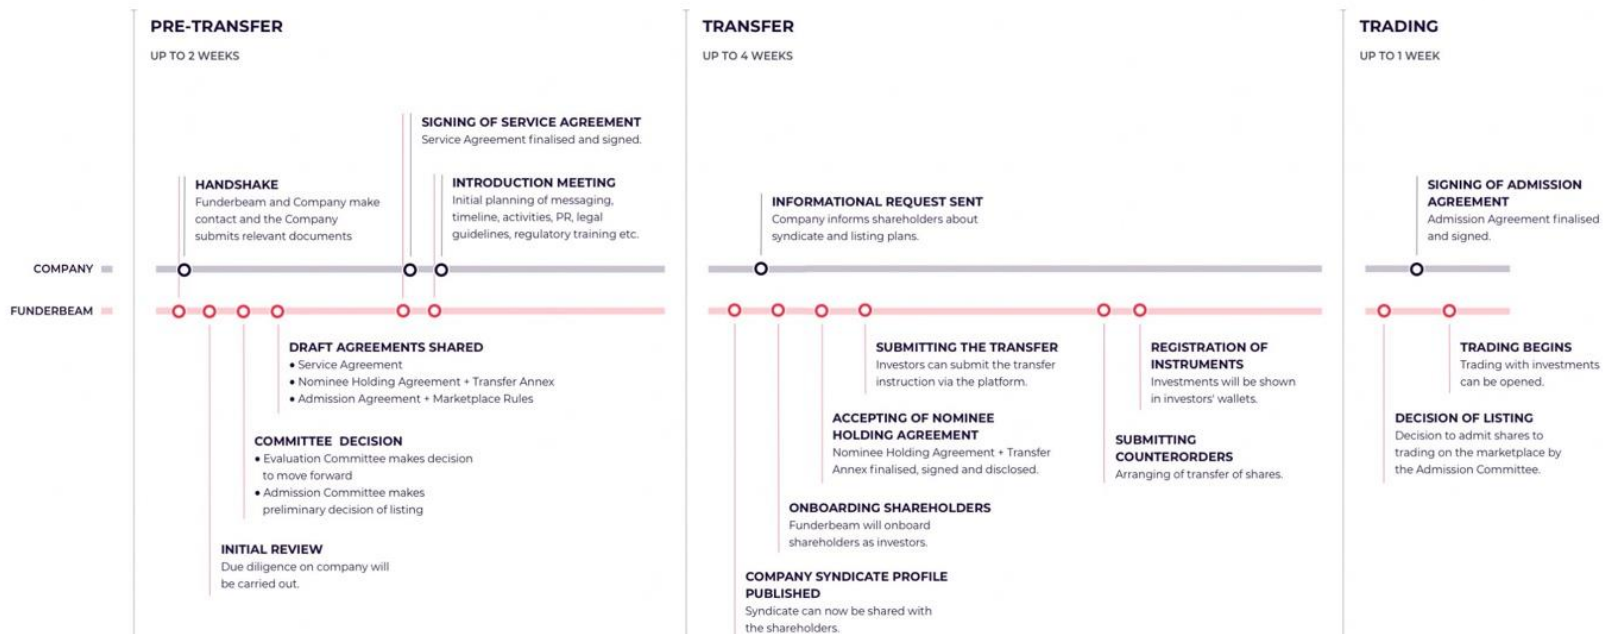 PRE-TRANSFER
UP TO 2 WEEKS
TRANSFER
UP TO 4 WEEKS
TRADING
UP TO 1 WEEK
SIGNING OF SERVICE AGREEMENT
Service Agreement finalised and signed.
HANDSHAKE
Funderbeam and Company make
contact and the Company
submits relevant documents
INTRODUCTION MEETING
Initial planning of messaging,
timeline, activities, PR, legal
guidelines, regulatory training etc.
INFORMATIONAL REQUEST SENT
Company informs shareholders about
syndicate and listing plans.
SIGNING OF ADMISSION
AGREEMENT
Admission Agreement finalised
and signed.
COMPANY
FUNDERBEAM
DRAFT AGREEMENTS SHARED
• Service Agreement
• Nominee Holding Agreement + Transfer Annex
• Admission Agreement + Marketplace Rules
COMMITTEE DECISION
• Evaluation Committee makes decision
to move forward
• Admission Committee makes
preliminary decision of listing
INITIAL REVIEW
Due diligence on company will
be carried out.
SUBMITTING THE TRANSFER
Investors can submit the transfer
instruction via the platform.
ACCEPTING OF NOMINEE
HOLDING AGREEMENT
Nominee Holding Agreement + Transfer
Annex finalised, signed and disclosed.
ONBOARDING SHAREHOLDERS
Funderbeam will onboard
shareholders as investors.
COMPANY SYNDICATE PROFILE
PUBLISHED
Syndicate can now be shared with
the shareholders.
REGISTRATION OF
INSTRUMENTS
Investments will be shown
in investors' wallets.
SUBMITTING
COUNTERORDERS
Arranging of transfer of shares.
TRADING BEGINS
Trading with investments
can be opened.
DECISION OF LISTING
Decision to admit shares to
trading on the marketplace by
the Admission Committee.